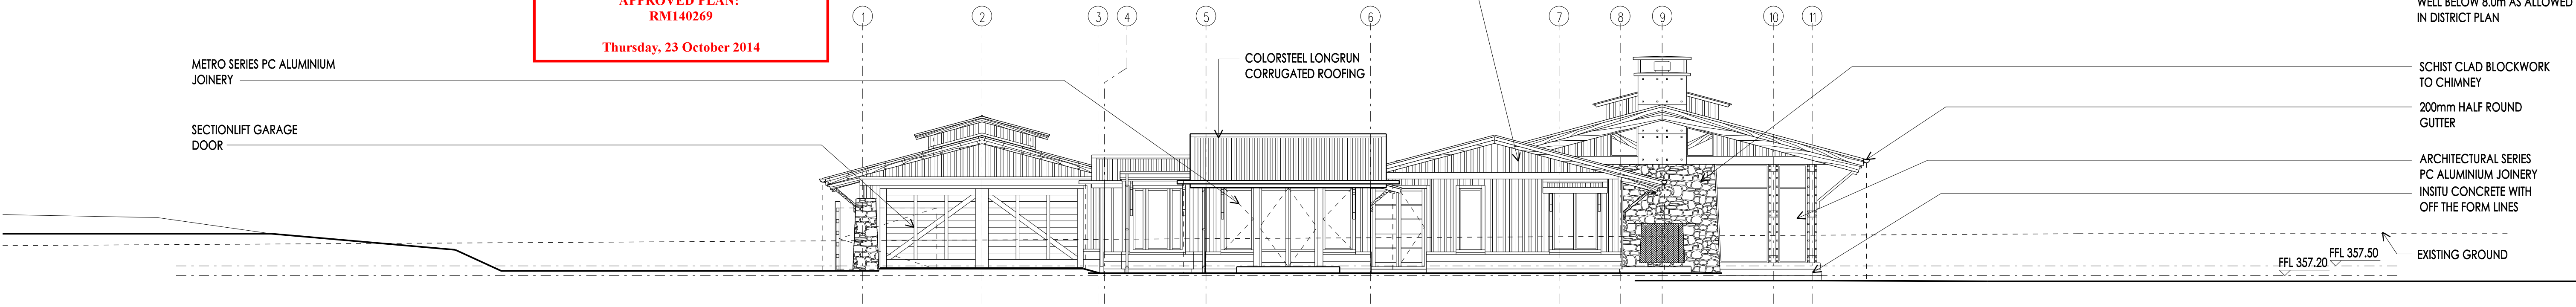 APPROVED PLAN:
RM140269
Thursday, 23 October 2014
1 2 3 4 5 6 7 8 9 10 11
WELL BELOW 8.0m AS ALLOWED
IN DISTRICT PLAN
METRO SERIES PC ALUMINIUM
JOINERY
COLORSTEEL LONGRUN
CORRUGATED ROOFING
SCHIST CLAD BLOCKWORK
TO CHIMNEY
200mm HALF ROUND
GUTTER
SECTIONLIFT GARAGE
DOOR
ARCHITECTURAL SERIES
PC ALUMINIUM JOINERY
INSITU CONCRETE WITH
OFF THE FORM LINES
EXISTING GROUND
FFL 357.50
FFL 357.20